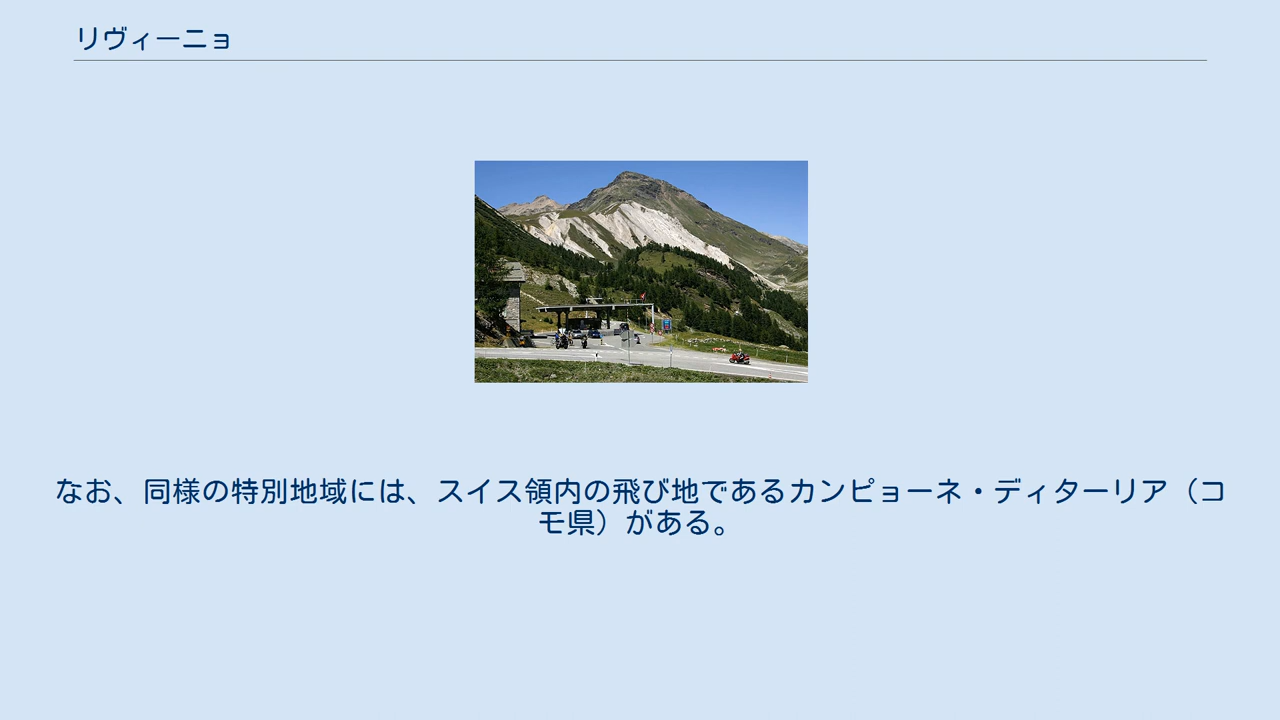 リヴィーニョ
なお、同様の特別地域には、スイス領内の飛び地であるカンピョーネ・ディターリア（コ
モ県）がある。